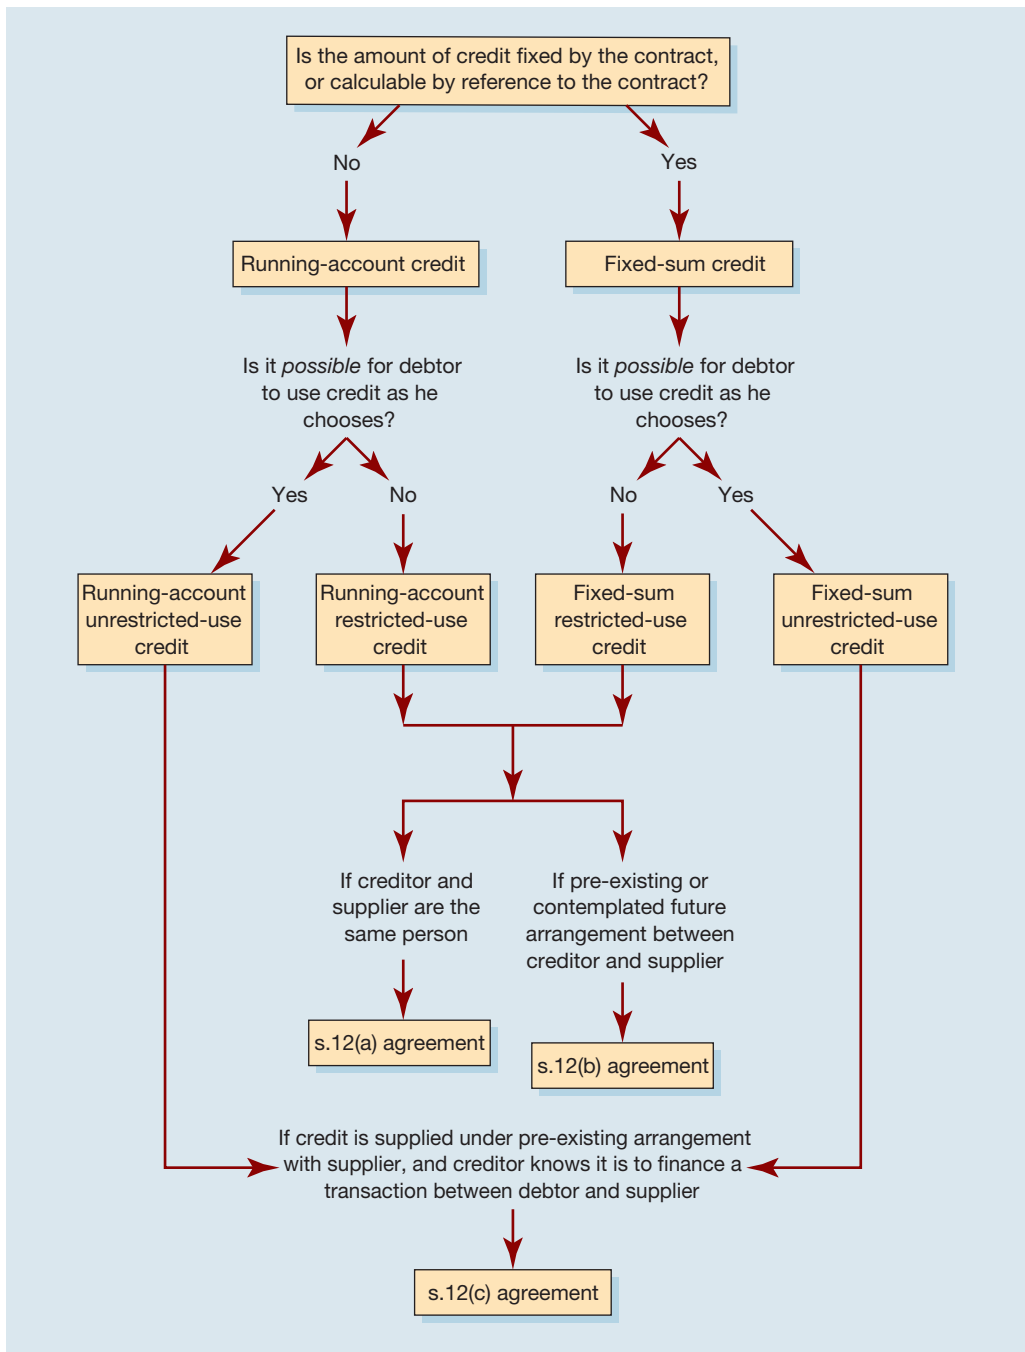 Is the amount of credit fixed by the contract,
or calculable by reference to the contract?
No
Yes
Running-account credit
Fixed-sum credit
Is it possible for debtor
to use credit as he
chooses?
Is it possible for debtor
to use credit as he
chooses?
Yes
No
No
Yes
Running-account
unrestricted-use
credit
Running-account
restricted-use
credit
Fixed-sum
restricted-use
credit
Fixed-sum
unrestricted-use
credit
If creditor and
supplier are the
same person
If pre-existing or
contemplated future
arrangement between
creditor and supplier
s.12(a) agreement
s.12(b) agreement
If credit is supplied under pre-existing arrangement
with supplier, and creditor knows it is to finance a
transaction between debtor and supplier
s.12(c) agreement